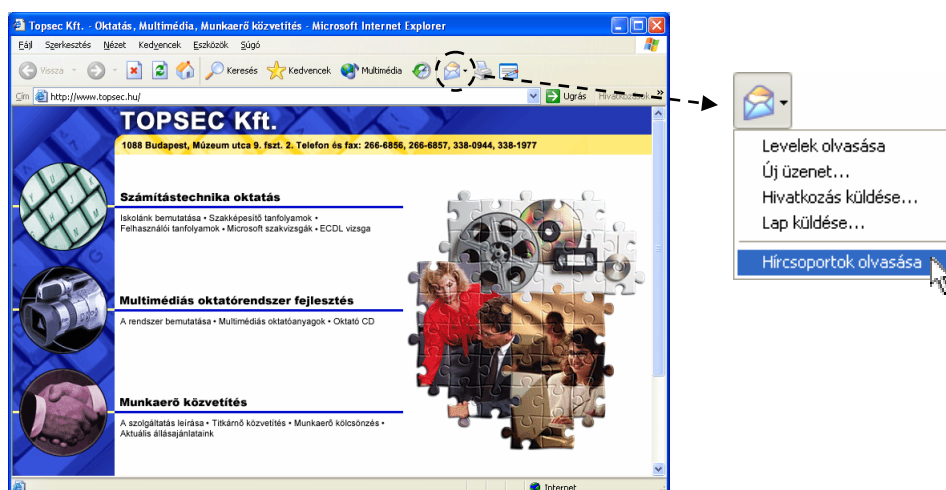 Topsec Kft. - Oktatás, Multimédia, Munkaerő közvetítés - Microsoft Internet Explorer
Fájl Szerkesztés Nézet Kedvencek Eszközök Súgó
Vissza Keresés Kedvencek Multimédia
Cím http://www.topsec.hu/ Ugrás Hivatkozások »
TOPSEC Kft.
1088 Budapest, Múzeum utca 9. fszt. 2. Telefon és fax: 266-6856, 266-6857, 338-0944, 338-1977
Számítástechnika oktatás
Iskolánk bemutatása • Szakképesítő tanfolyamok •
Felhasználói tanfolyamok • Microsoft szakvizsgák • ECDL vizsga
Multimédiás oktatórendszer fejlesztés
A rendszer bemutatása • Multimédiás oktatóanyagok • Oktató CD
Munkaerő közvetítés
A szolgáltatás leírása • Titkárnő közvetítés • Munkaerő kölcsönzés •
Aktuális állásajánlataink
Internet
Levelek olvasása
Új üzenet...
Hivatkozás küldése...
Lap küldése...
Hírcsoportok olvasása